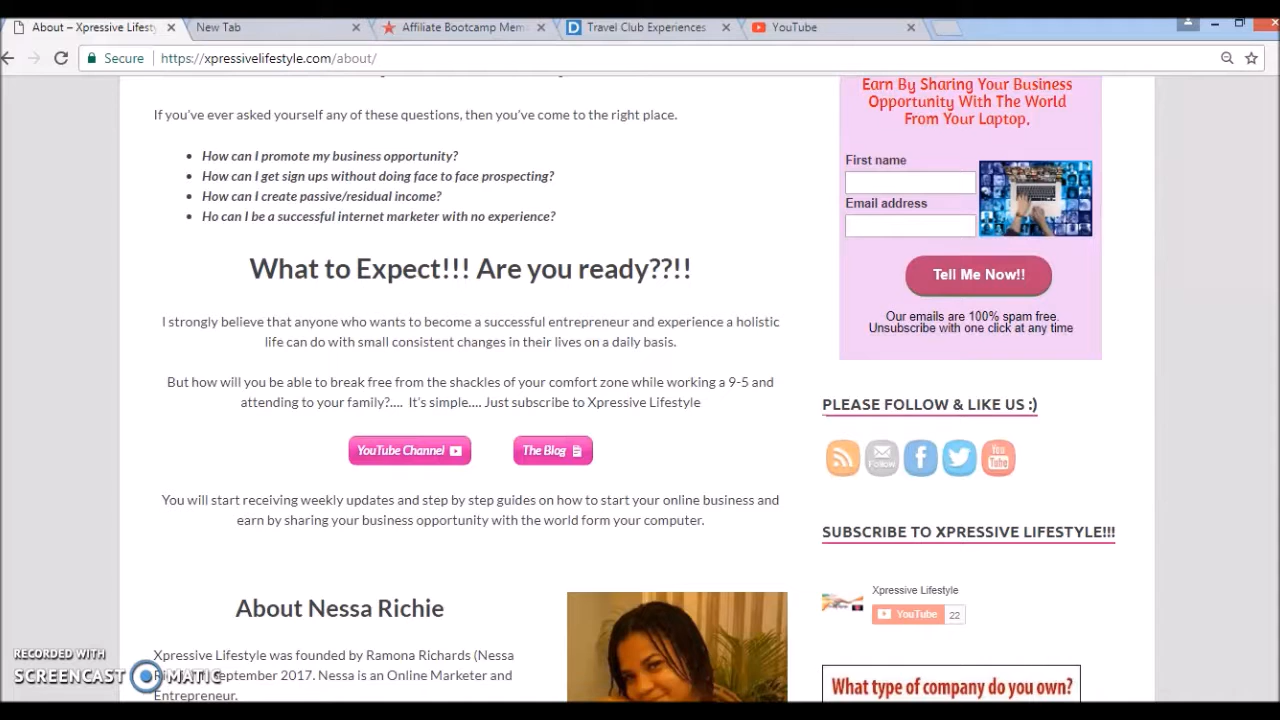 About – Xpressive Lifest
New Tab
Affiliate Bootcamp Mem
Travel Club Experiences
YouTube
Secure
https://xpressivelifestyle.com/about/
If you've ever asked yourself any of these questions, then you've come to the right place.
How can I promote my business opportunity?
How can I get sign ups without doing face to face prospecting?
How can I create passive/residual income?
Ho can I be a successful internet marketer with no experience?
What to Expect!!! Are you ready??!!
I strongly believe that anyone who wants to become a successful entrepreneur and experience a holistic
life can do with small consistent changes in their lives on a daily basis.
But how will you be able to break free from the shackles of your comfort zone while working a 9-5 and
attending to your family?.... It's simple.... Just subscribe to Xpressive Lifestyle
YouTube Channel
The Blog
You will start receiving weekly updates and step by step guides on how to start your online business and
earn by sharing your business opportunity with the world form your computer.
About Nessa Richie
Xpressive Lifestyle was founded by Ramona Richards (Nessa
September 2017. Nessa is an Online Marketer and
Entrepreneur.
Earn By Sharing Your Business
Opportunity With The World
From Your Laptop.
First name
Email address
Tell Me Now!!
Our emails are 100% spam free.
Unsubscribe with one click at any time
PLEASE FOLLOW & LIKE US :)
Follow
You
Tube
SUBSCRIBE TO XPRESSIVE LIFESTYLE!!!
Xpressive Lifestyle
YouTube 22
What type of company do you own?
RECORDED WITH
SCREENCAST MATIC